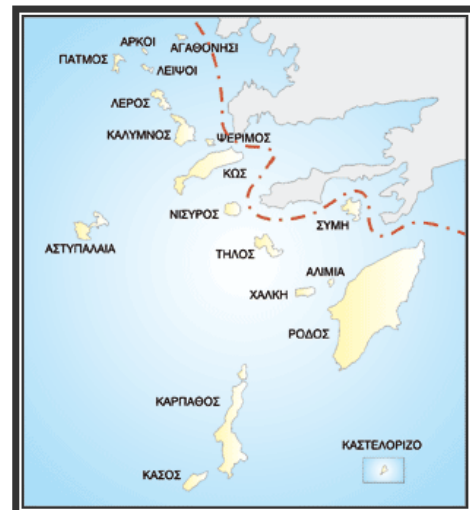 ΑΡΚΟΙ
ΑΓΑΘΟΝΗΣΙ
ΠΑΤΜΟΣ
ΛΕΙΨΟΙ
ΛΕΡΟΣ
ΚΑΛΥΜΝΟΣ
ΨΕΡΙΜΟΣ
ΚΩΣ
ΝΙΣΥΡΟΣ
ΣΥΜΗ
ΑΣΤΥΠΑΛΑΙΑ
ΤΗΛΟΣ
ΑΛΙΜΙΑ
ΧΑΛΚΗ
ΡΟΔΟΣ
ΚΑΡΠΑΘΟΣ
ΚΑΣΤΕΛΟΡΙΖΟ
ΚΑΣΟΣ